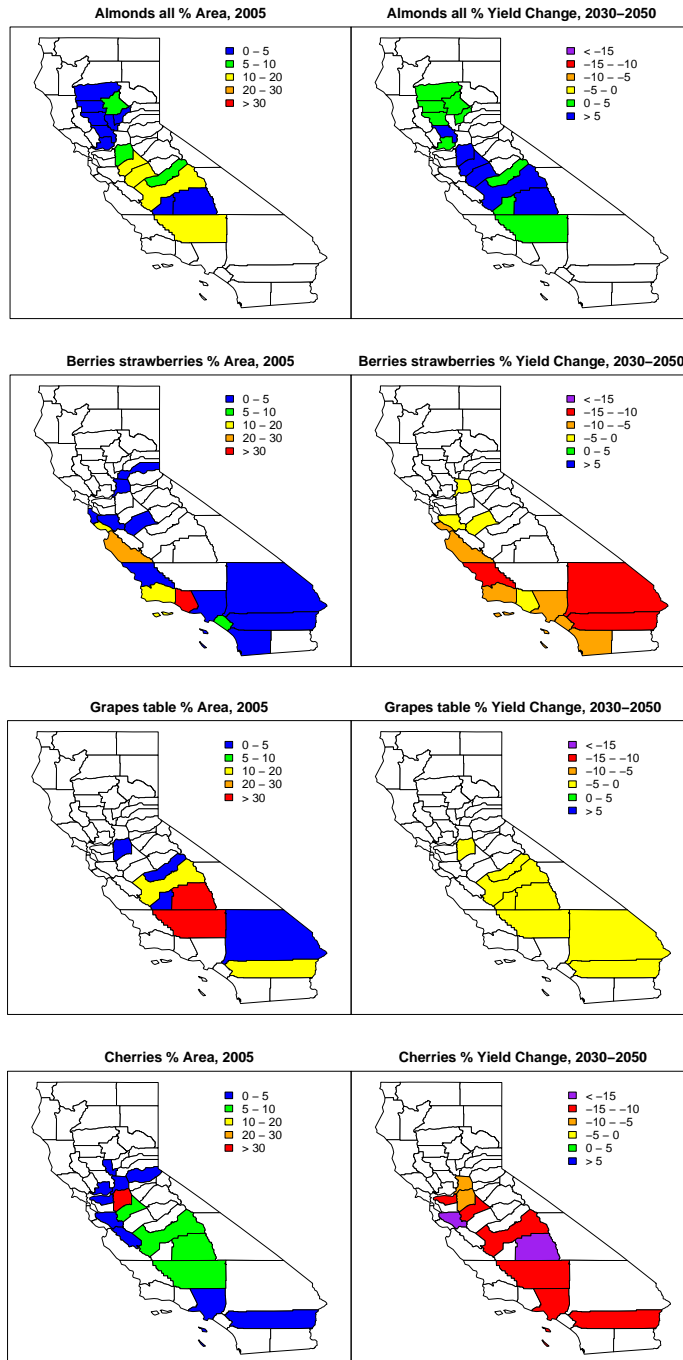 Almonds all % Area, 2005
0 – 5
5 – 10
10 – 20
20 – 30
> 30
Almonds all % Yield Change, 2030–2050
< –15
–15 – –10
–10 – –5
–5 – 0
0 – 5
> 5
Berries strawberries % Area, 2005
0 – 5
5 – 10
10 – 20
20 – 30
> 30
Berries strawberries % Yield Change, 2030–2050
< –15
–15 – –10
–10 – –5
–5 – 0
0 – 5
> 5
Grapes table % Area, 2005
0 – 5
5 – 10
10 – 20
20 – 30
> 30
Grapes table % Yield Change, 2030–2050
< –15
–15 – –10
–10 – –5
–5 – 0
0 – 5
> 5
Cherries % Area, 2005
0 – 5
5 – 10
10 – 20
20 – 30
> 30
Cherries % Yield Change, 2030–2050
< –15
–15 – –10
–10 – –5
–5 – 0
0 – 5
> 5